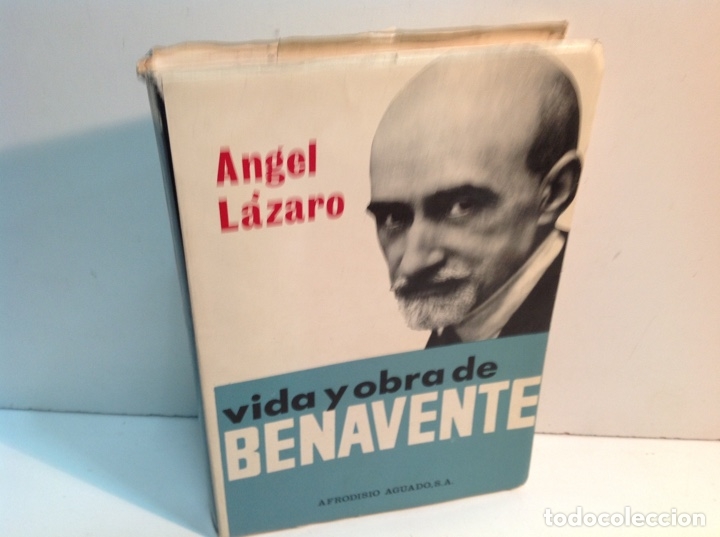 Angel
Lázaro
vida y obra de
BENAVENTE
AFRODISIO AGUADO, S.A.
todocoleccion